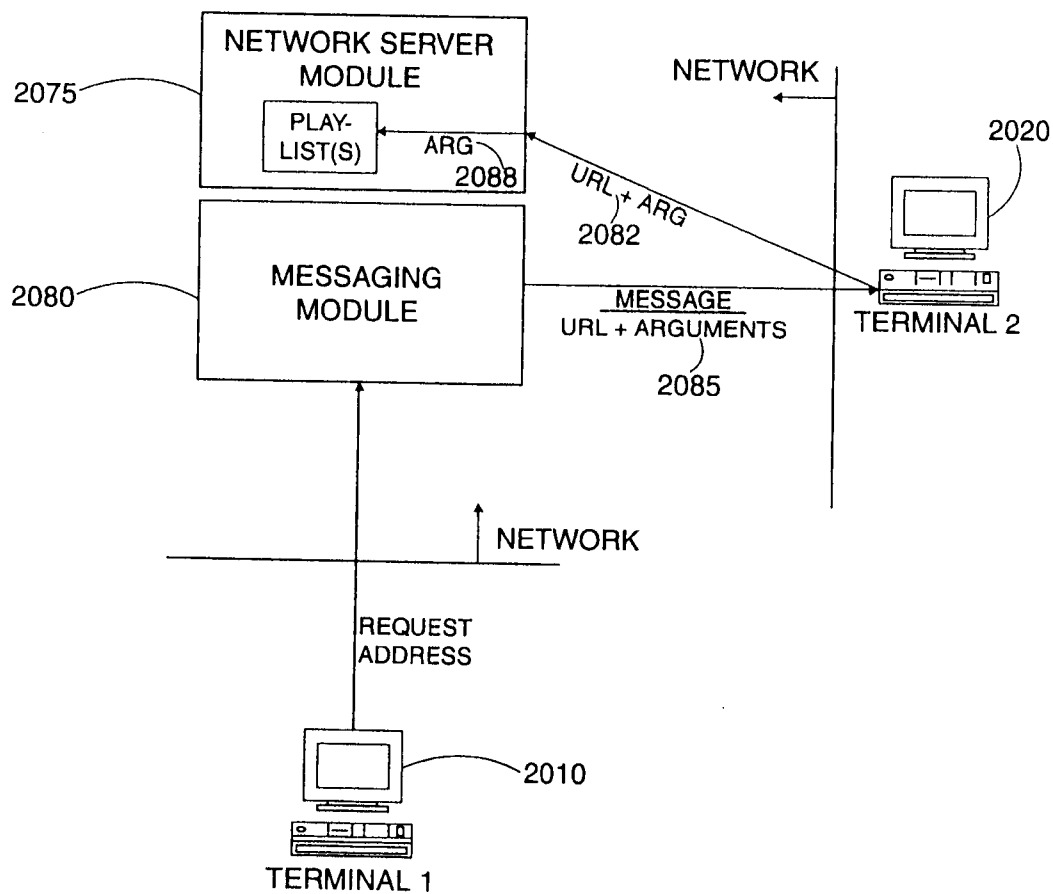 NETWORK SERVER
MODULE
2075
PLAY-
LIST(S)
ARG
2088
NETWORK
2020
URL + ARG
2082
2080
MESSAGING
MODULE
MESSAGE
URL + ARGUMENTS
2085
TERMINAL 2
NETWORK
REQUEST
ADDRESS
2010
TERMINAL 1